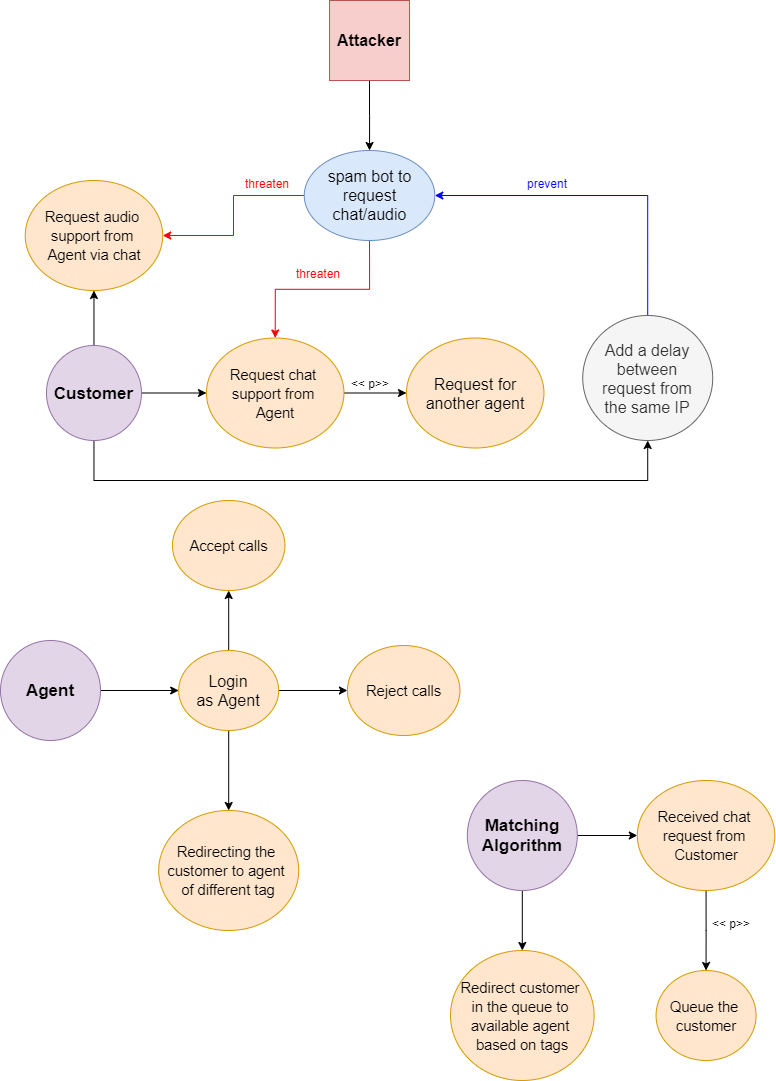 Attacker
spam bot to
request
chat/audio
threaten
prevent
Request audio
support from
Agent via chat
threaten
Customer
Request chat
support from
Agent
<< p>>
Request for
another agent
Add a delay
between
request from
the same IP
Accept calls
Agent
Login
as Agent
Reject calls
Redirecting the
customer to agent
of different tag
Matching
Algorithm
Received chat
request from
Customer
<< p>>
Redirect customer
in the queue to
available agent
based on tags
Queue the
customer